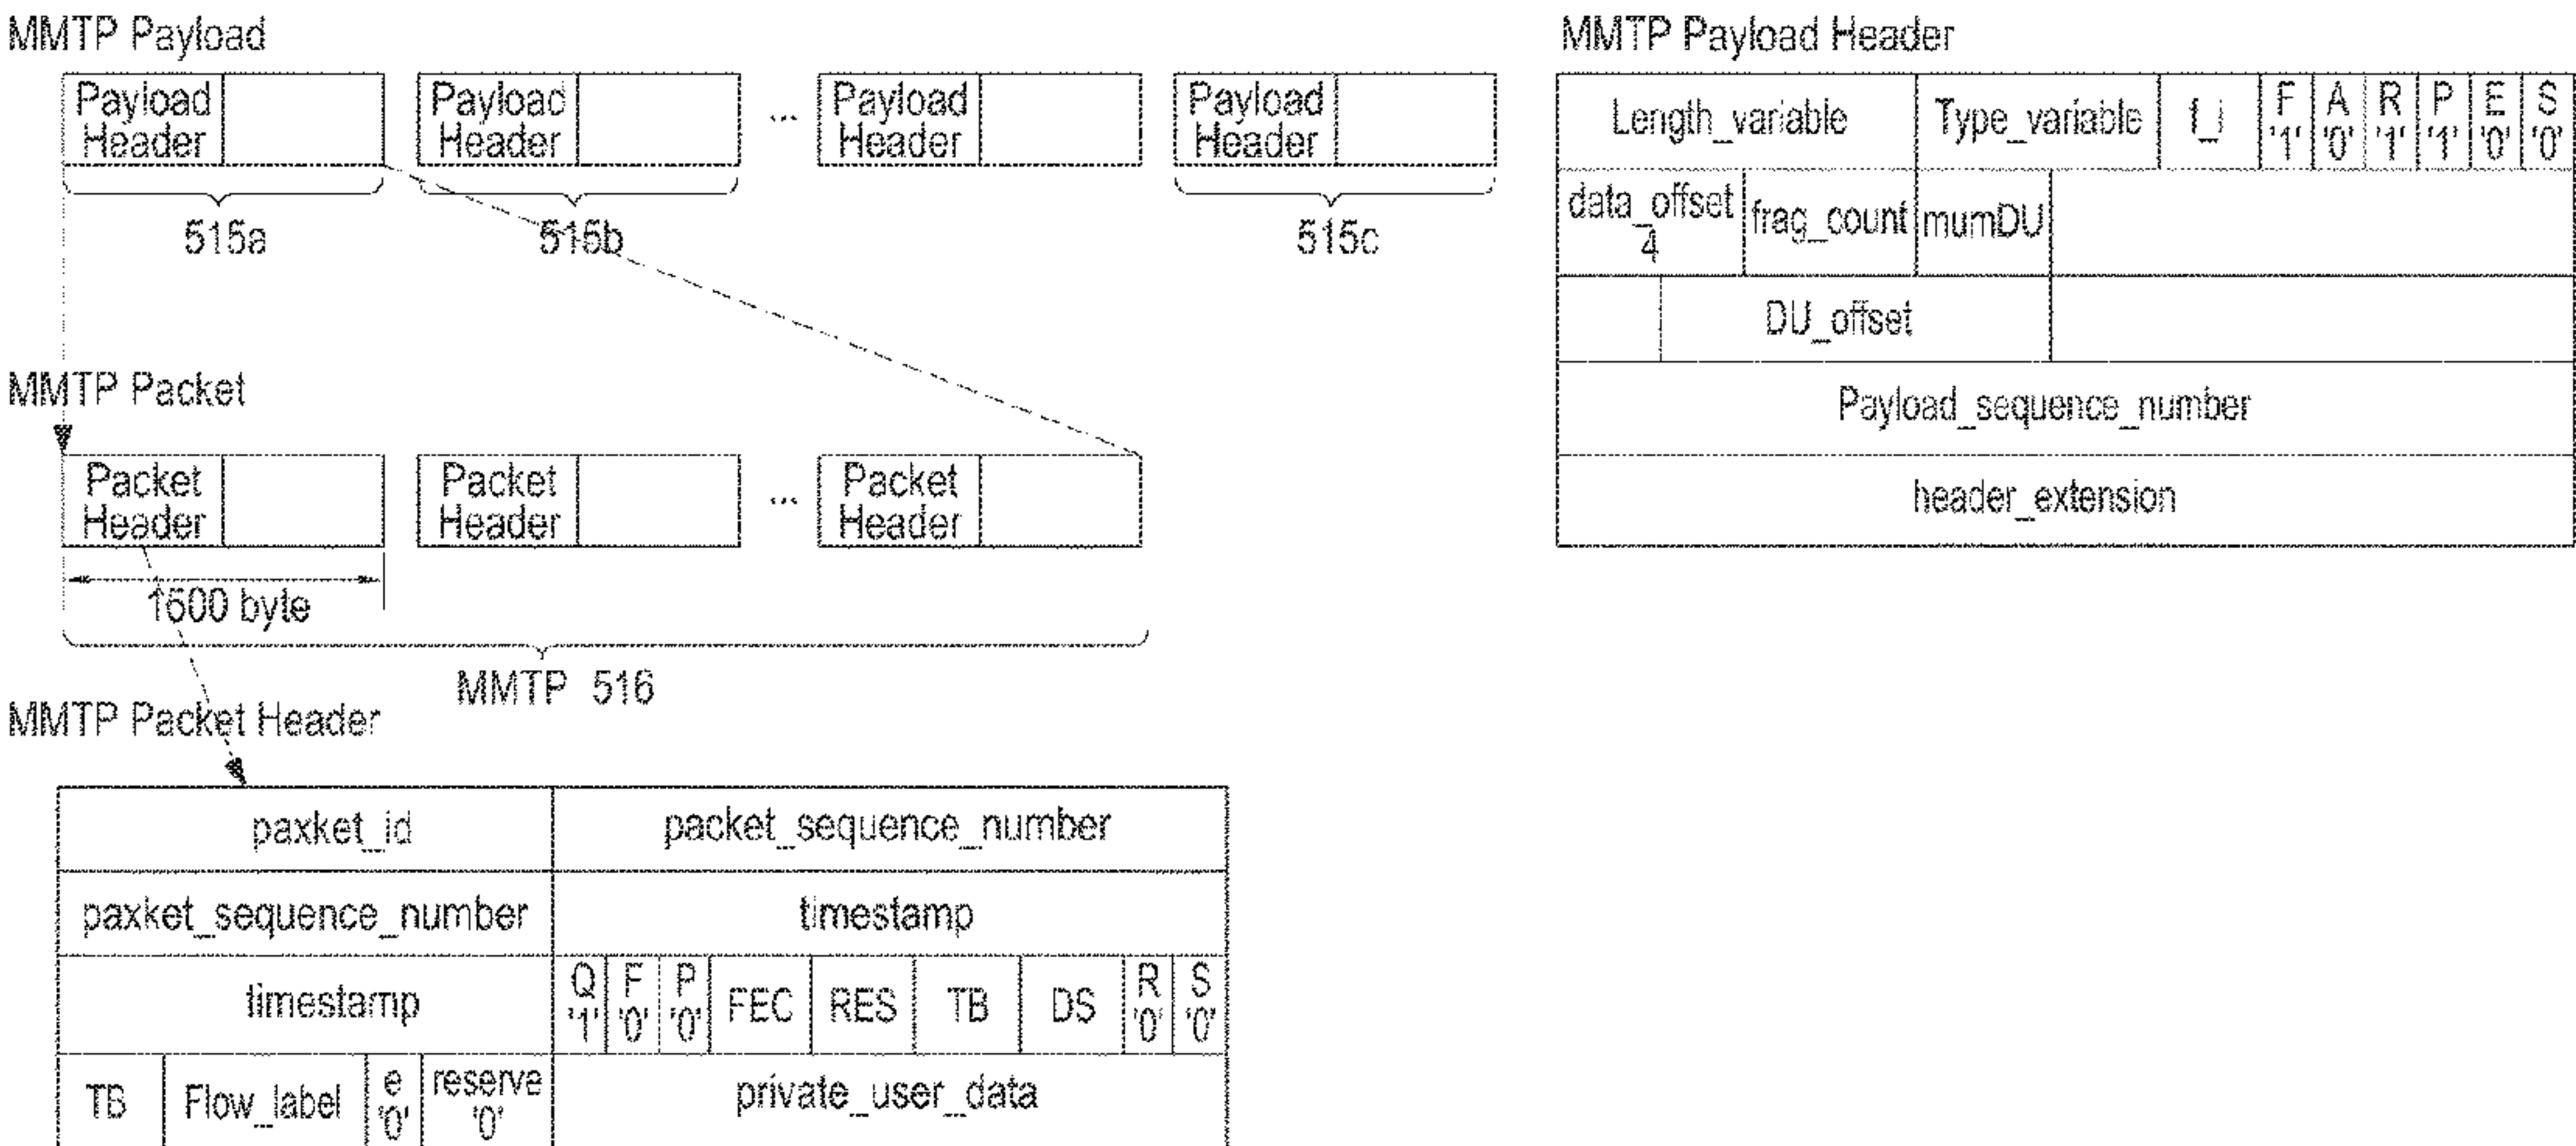 MMTP Payload
Payload Header
Payload Header
...
Payload Header
Payload Header
515a
515b
515c
MMTP Packet
Packet Header
Packet Header
...
Packet Header
1500 byte
MMTP 516
MMTP Packet Header
paxket_id packet_sequence_number
paxket_sequence_number timestamp
timestamp Q '1' F '0' P '0' FEC RES TB DS R '0' S '0'
TB Flow_label e '0' reserve '0' private_user_data
MMTP Payload Header
Length_variable Type_variable f_i F '1' A '0' R '1' P '1' E '0' S '0'
data_offset 4 frag_count mumDU
DU_offset
Payload_sequence_number
header_extension